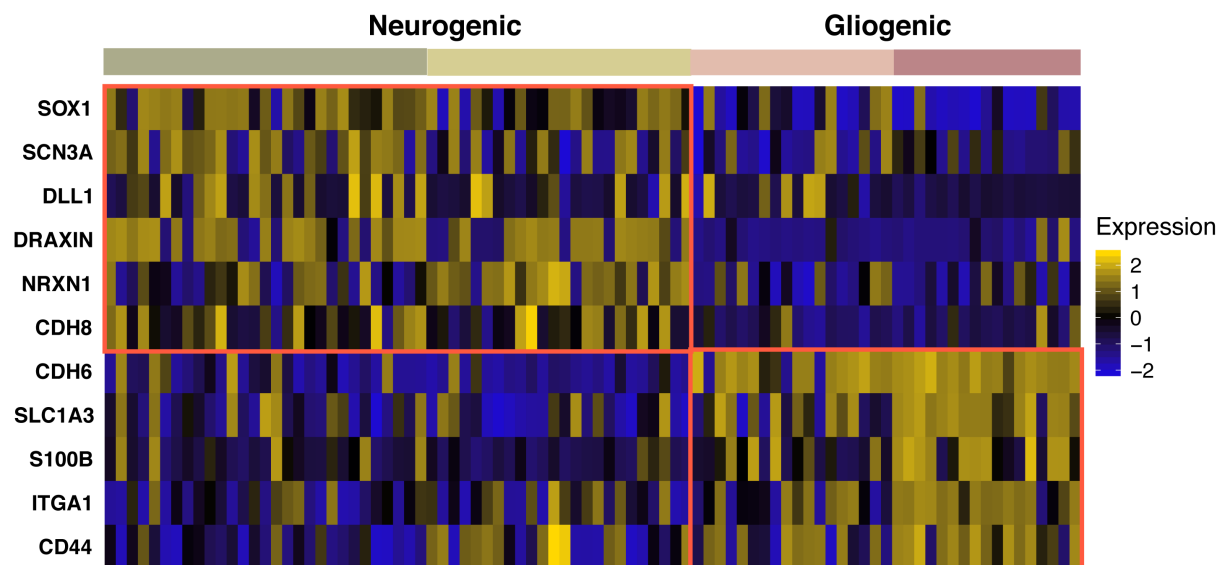 Neurogenic Gliogenic
SOX1
SCN3A
DLL1
DRAXIN
NRXN1
CDH8
CDH6
SLC1A3
S100B
ITGA1
CD44
Expression
2
1
0
−1
−2